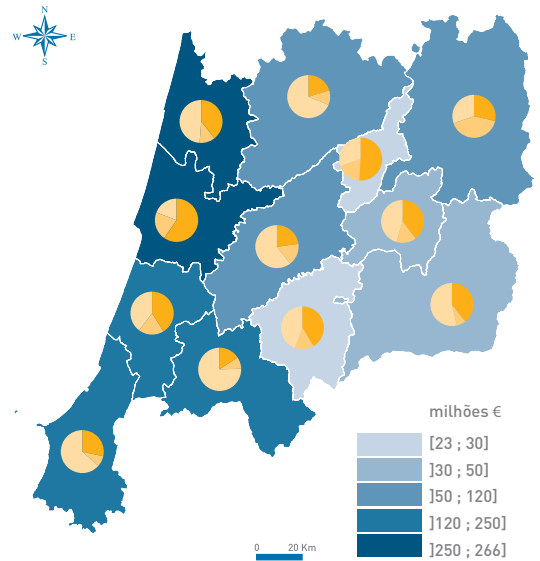 N
W E
S
milhões €
]23 ; 30]
]30 ; 50]
]50 ; 120]
]120 ; 250]
]250 ; 266]
0 20 Km